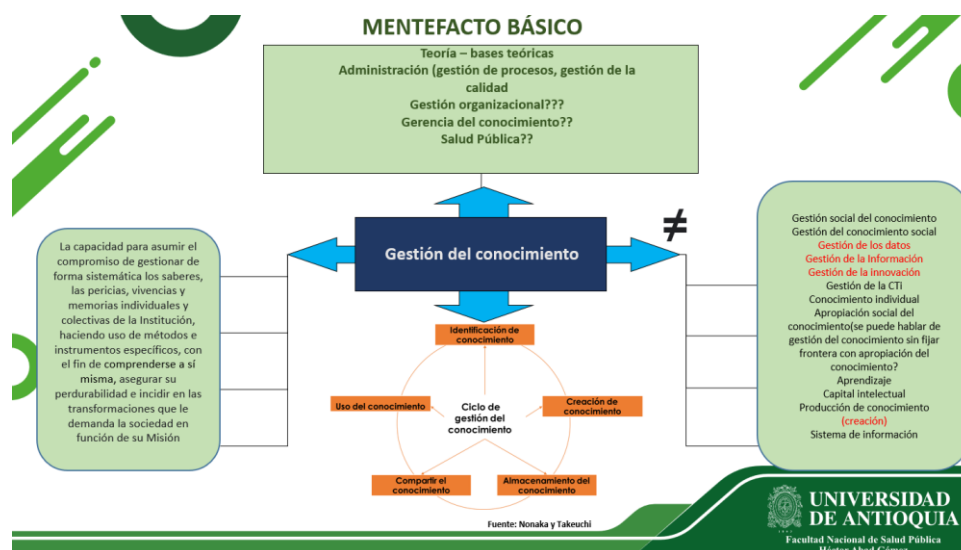 MENTEFACTO BÁSICO
Teoría – bases teóricas
Administración (gestión de procesos, gestión de la
calidad
Gestión organizacional???
Gerencia del conocimiento??
Salud Pública??
La capacidad para asumir el
compromiso de gestionar de
forma sistemática los saberes,
las pericias, vivencias y
memorias individuales y
colectivas de la Institución,
haciendo uso de métodos e
instrumentos específicos, con
el fin de comprenderse a sí
misma, asegurar su
perdurabilidad e incidir en las
transformaciones que le
demanda la sociedad en
función de su Misión
Gestión del conocimiento
≠
Gestión social del conocimiento
Gestión del conocimiento social
Gestión de los datos
Gestión de la Información
Gestión de la innovación
Gestión de la CTi
Conocimiento individual
Apropiación social del
conocimiento(se puede hablar de
gestión del conocimiento sin fijar
frontera con apropiación del
conocimiento?
Aprendizaje
Capital intelectual
Producción de conocimiento
(creación)
Sistema de información
Identificación de
conocimiento
Uso del conocimiento
Ciclo de
gestión del
conocimiento
Creación de
conocimiento
Compartir el
conocimiento
Almacenamiento del
conocimiento
Fuente: Nonaka y Takeuchi
UNIVERSIDAD
DE ANTIOQUIA
Facultad Nacional de Salud Pública
Héctor Abad Gómez